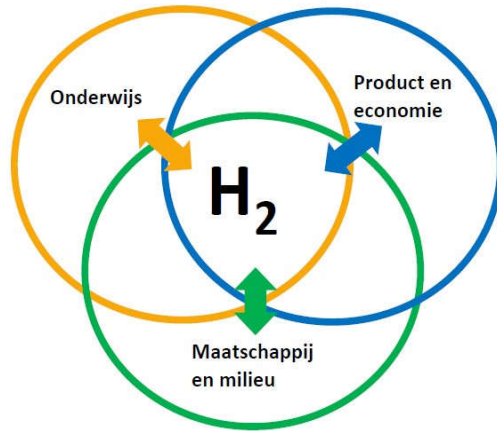 Onderwijs
Product en
economie
H₂
Maatschappij
en milieu